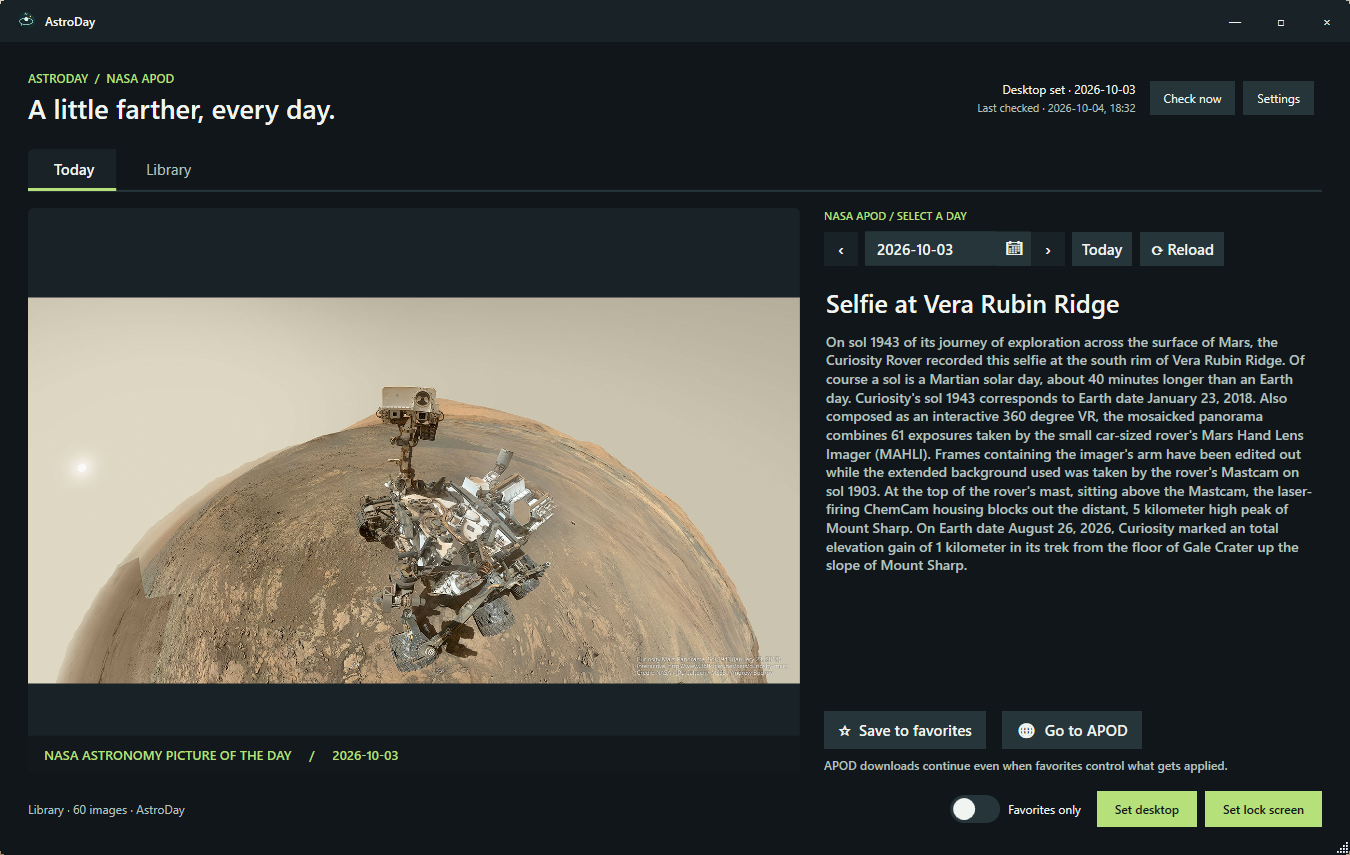 AstroDay
ASTRODAY / NASA APOD
A little farther, every day.
Desktop set · 2026-10-03
Last checked · 2026-10-04, 18:32
Check now
Settings
Today
Library
NASA APOD / SELECT A DAY
‹
2026-10-03
›
Today
⟳ Reload
Selfie at Vera Rubin Ridge
On sol 1943 of its journey of exploration across the surface of Mars, the
Curiosity Rover recorded this selfie at the south rim of Vera Rubin Ridge. Of
course a sol is a Martian solar day, about 40 minutes longer than an Earth
day. Curiosity's sol 1943 corresponds to Earth date January 23, 2018. Also
composed as an interactive 360 degree VR, the mosaicked panorama
combines 61 exposures taken by the small car-sized rover's Mars Hand Lens
Imager (MAHLI). Frames containing the imager's arm have been edited out
while the extended background used was taken by the rover's Mastcam on
sol 1903. At the top of the rover's mast, sitting above the Mastcam, the laser-
firing ChemCam housing blocks out the distant, 5 kilometer high peak of
Mount Sharp. On Earth date August 26, 2026, Curiosity marked an total
elevation gain of 1 kilometer in its trek from the floor of Gale Crater up the
slope of Mount Sharp.
NASA ASTRONOMY PICTURE OF THE DAY / 2026-10-03
☆ Save to favorites
Go to APOD
APOD downloads continue even when favorites control what gets applied.
Library · 60 images · AstroDay
Favorites only
Set desktop
Set lock screen